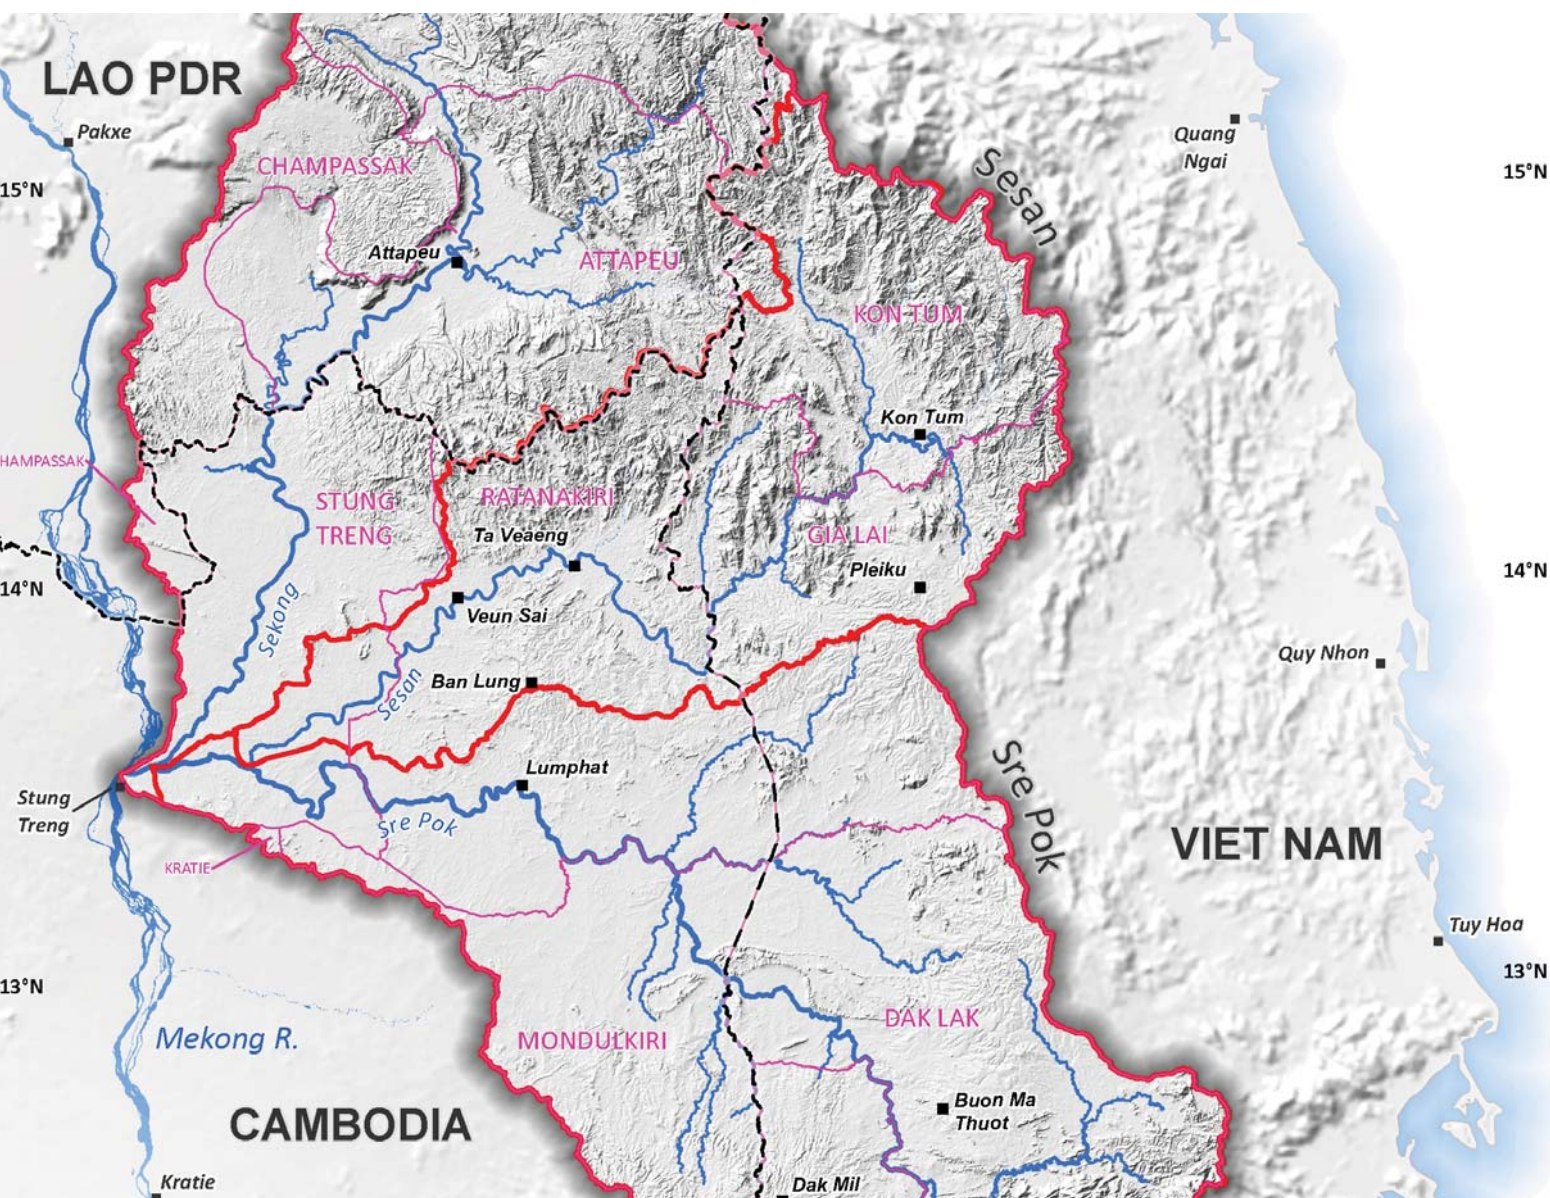 LAO PDR
Pakxe
Quang
Ngai
15°N
15°N
CHAMPASSAK
Sesan
Attapeu
ATTAPEU
KON TUM
Kon Tum
HAMPASSAK
STUNG
TRENG
RATANAKIRI
Ta Veaeng
GIA LAI
Pleiku
14°N
14°N
Veun Sai
Sekong
Quy Nhon
Ban Lung
Sesan
Lumphat
Stung
Treng
Sre Pok
Sre Pok
VIET NAM
KRATIE
Tuy Hoa
13°N
13°N
DAK LAK
Mekong R.
MONDULKIRI
Buon Ma
Thuot
CAMBODIA
Kratie
Dak Mil